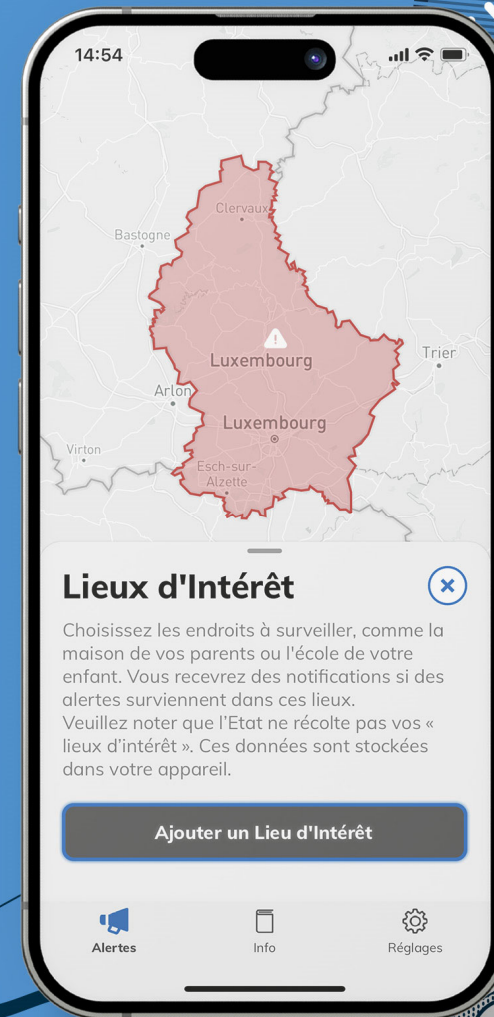 14:54
Clervaux
Bastogne
Luxembourg
Trier
Arlon
Luxembourg
Virton
Esch-sur-
Alzette
Lieux d'Intérêt
Choisissez les endroits à surveiller, comme la
maison de vos parents ou l'école de votre
enfant. Vous recevrez des notifications si des
alertes surviennent dans ces lieux.
Veuillez noter que l’Etat ne récolte pas vos «
lieux d’intérêt ». Ces données sont stockées
dans votre appareil.
Ajouter un Lieu d'Intérêt
Alertes
Info
Réglages